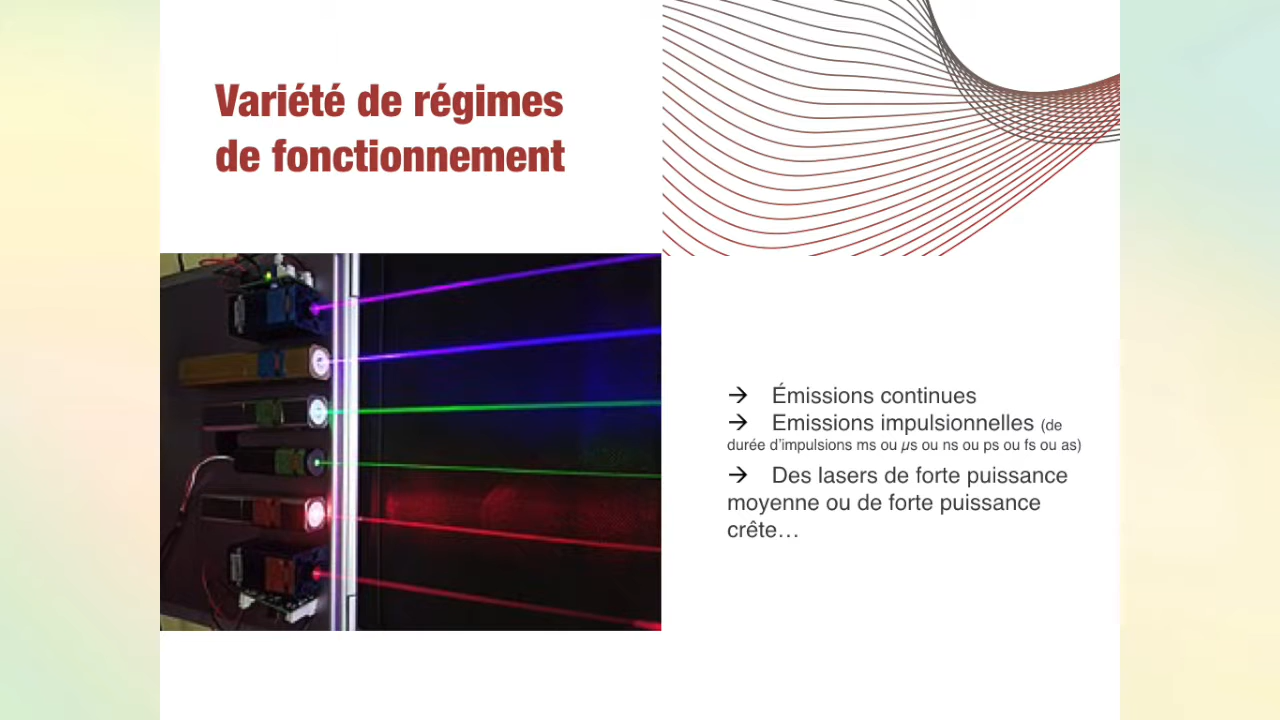 Variété de régimes
de fonctionnement
→ Émissions continues
→ Emissions impulsionnelles (de
durée d'impulsions ms ou µs ou ns ou ps ou fs ou as)
→ Des lasers de forte puissance
moyenne ou de forte puissance
crête…